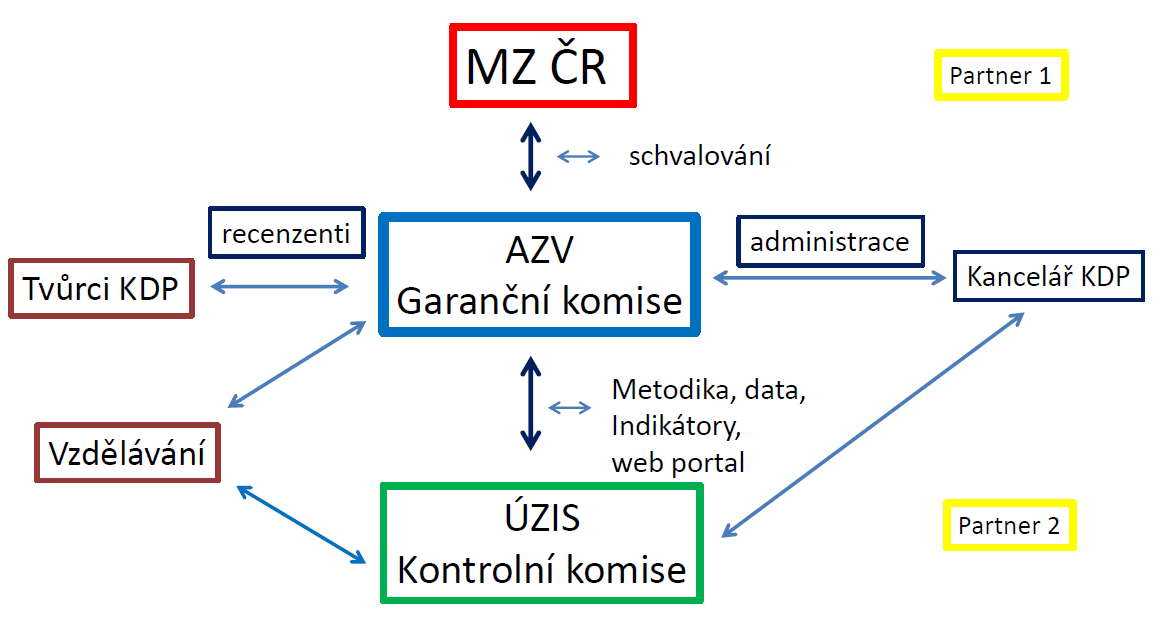 MZ ČR
Partner 1
schvalování
recenzenti
AZV
Garanční komise
administrace
Tvůrci KDP
Kancelář KDP
Metodika, data,
Indikátory,
web portal
Vzdělávání
ÚZIS
Kontrolní komise
Partner 2